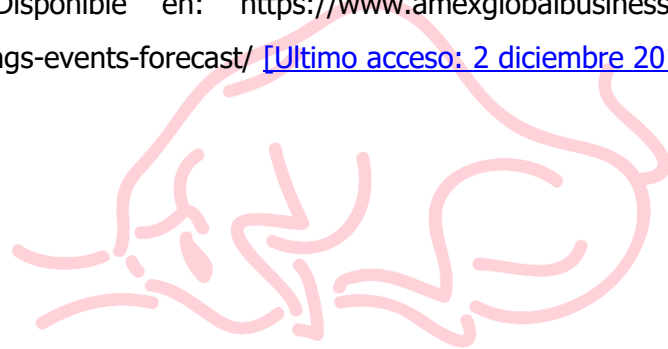 Disponible en: https://www.amexglobalbusiness
ngs-events-forecast/ [Ultimo acceso: 2 diciembre 20